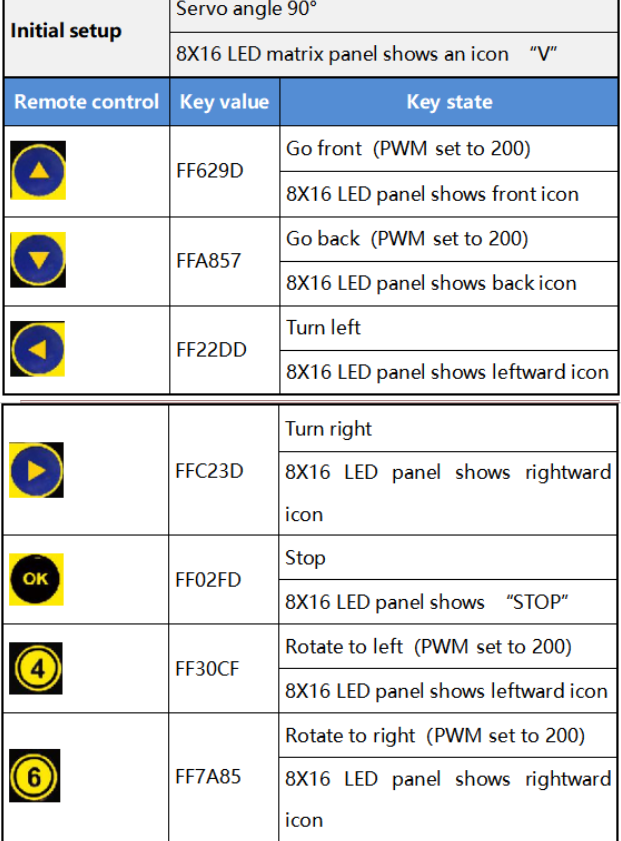 Initial setup
Servo angle 90°
8X16 LED matrix panel shows an icon “V”
Remote control Key value Key state
FF629D
Go front (PWM set to 200)
8X16 LED panel shows front icon
FFA857
Go back (PWM set to 200)
8X16 LED panel shows back icon
FF22DD
Turn left
8X16 LED panel shows leftward icon
FFC23D
Turn right
8X16 LED panel shows rightward
icon
OK
FF02FD
Stop
8X16 LED panel shows “STOP”
4
FF30CF
Rotate to left (PWM set to 200)
8X16 LED panel shows leftward icon
6
FF7A85
Rotate to right (PWM set to 200)
8X16 LED panel shows rightward
icon